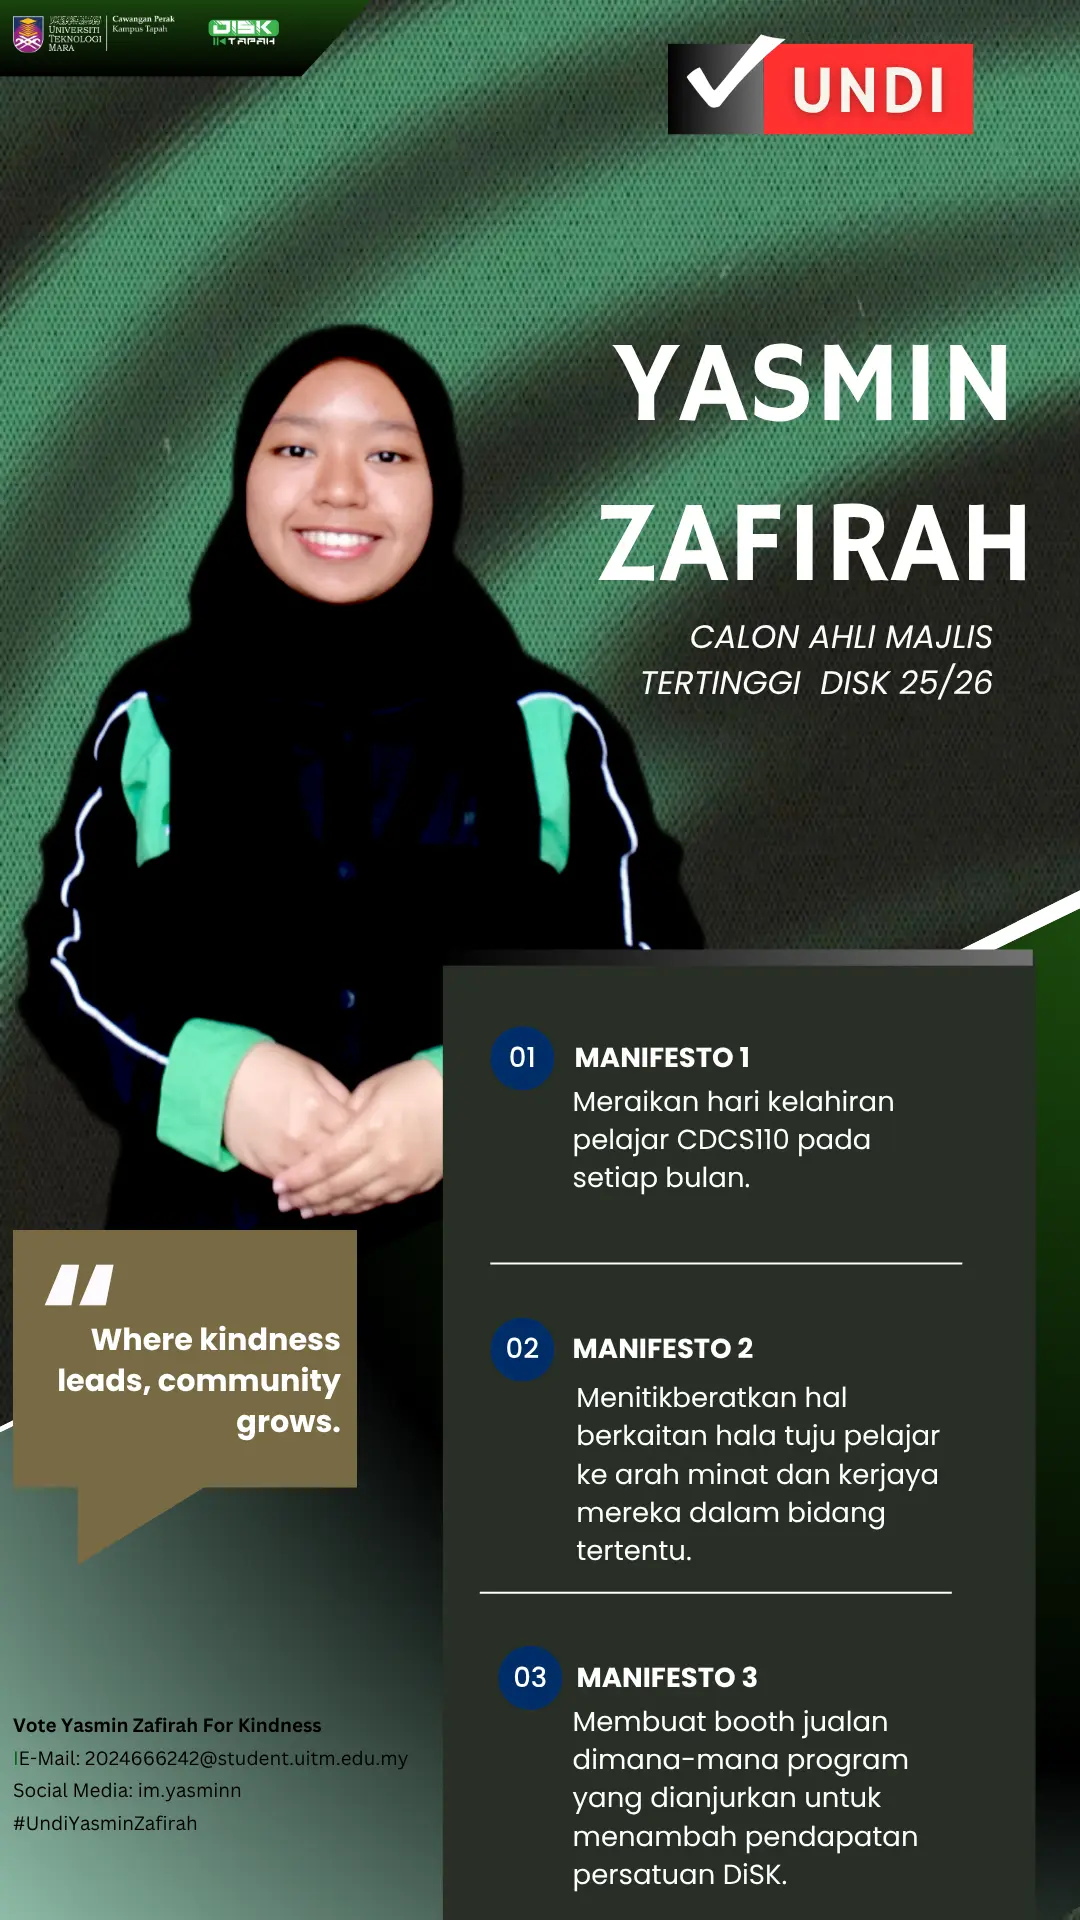 UNIVERSITI
TEKNOLOGI
MARA
Cawangan Perak
Kampus Tapah
DISK
TAPAH
UNDI
YASMIN
ZAFIRAH
CALON AHLI MAJLIS
TERTINGGI DISK 25/26
01
MANIFESTO 1
Meraikan hari kelahiran
pelajar CDCS110 pada
setiap bulan.
“
Where kindness
leads, community
grows.
02
MANIFESTO 2
Menitikberatkan hal
berkaitan hala tuju pelajar
ke arah minat dan kerjaya
mereka dalam bidang
tertentu.
03
MANIFESTO 3
Membuat booth jualan
dimana-mana program
yang dianjurkan untuk
menambah pendapatan
persatuan DiSK.
Vote Yasmin Zafirah For Kindness
lE-Mail: 2024666242@student.uitm.edu.my
Social Media: im.yasminn
#UndiYasminZafirah